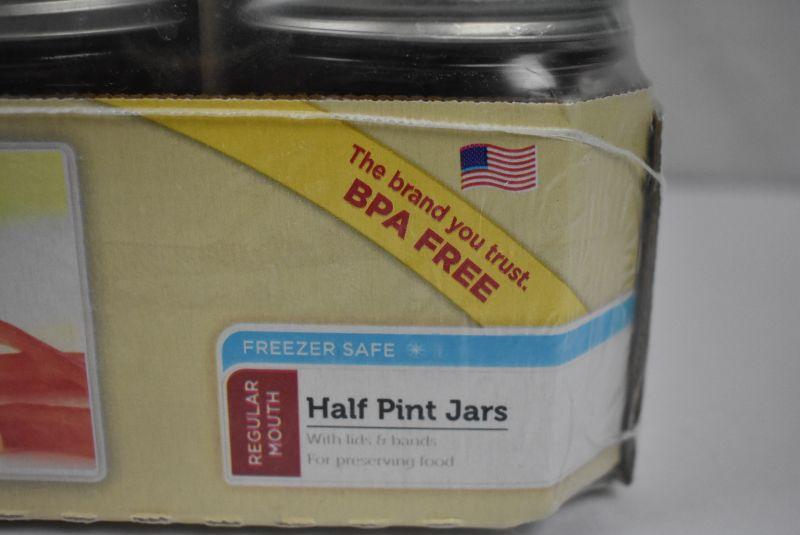 The brand you trust.
BPA FREE
FREEZER SAFE
REGULAR
MOUTH
Half Pint Jars
With lids & bands
For preserving food